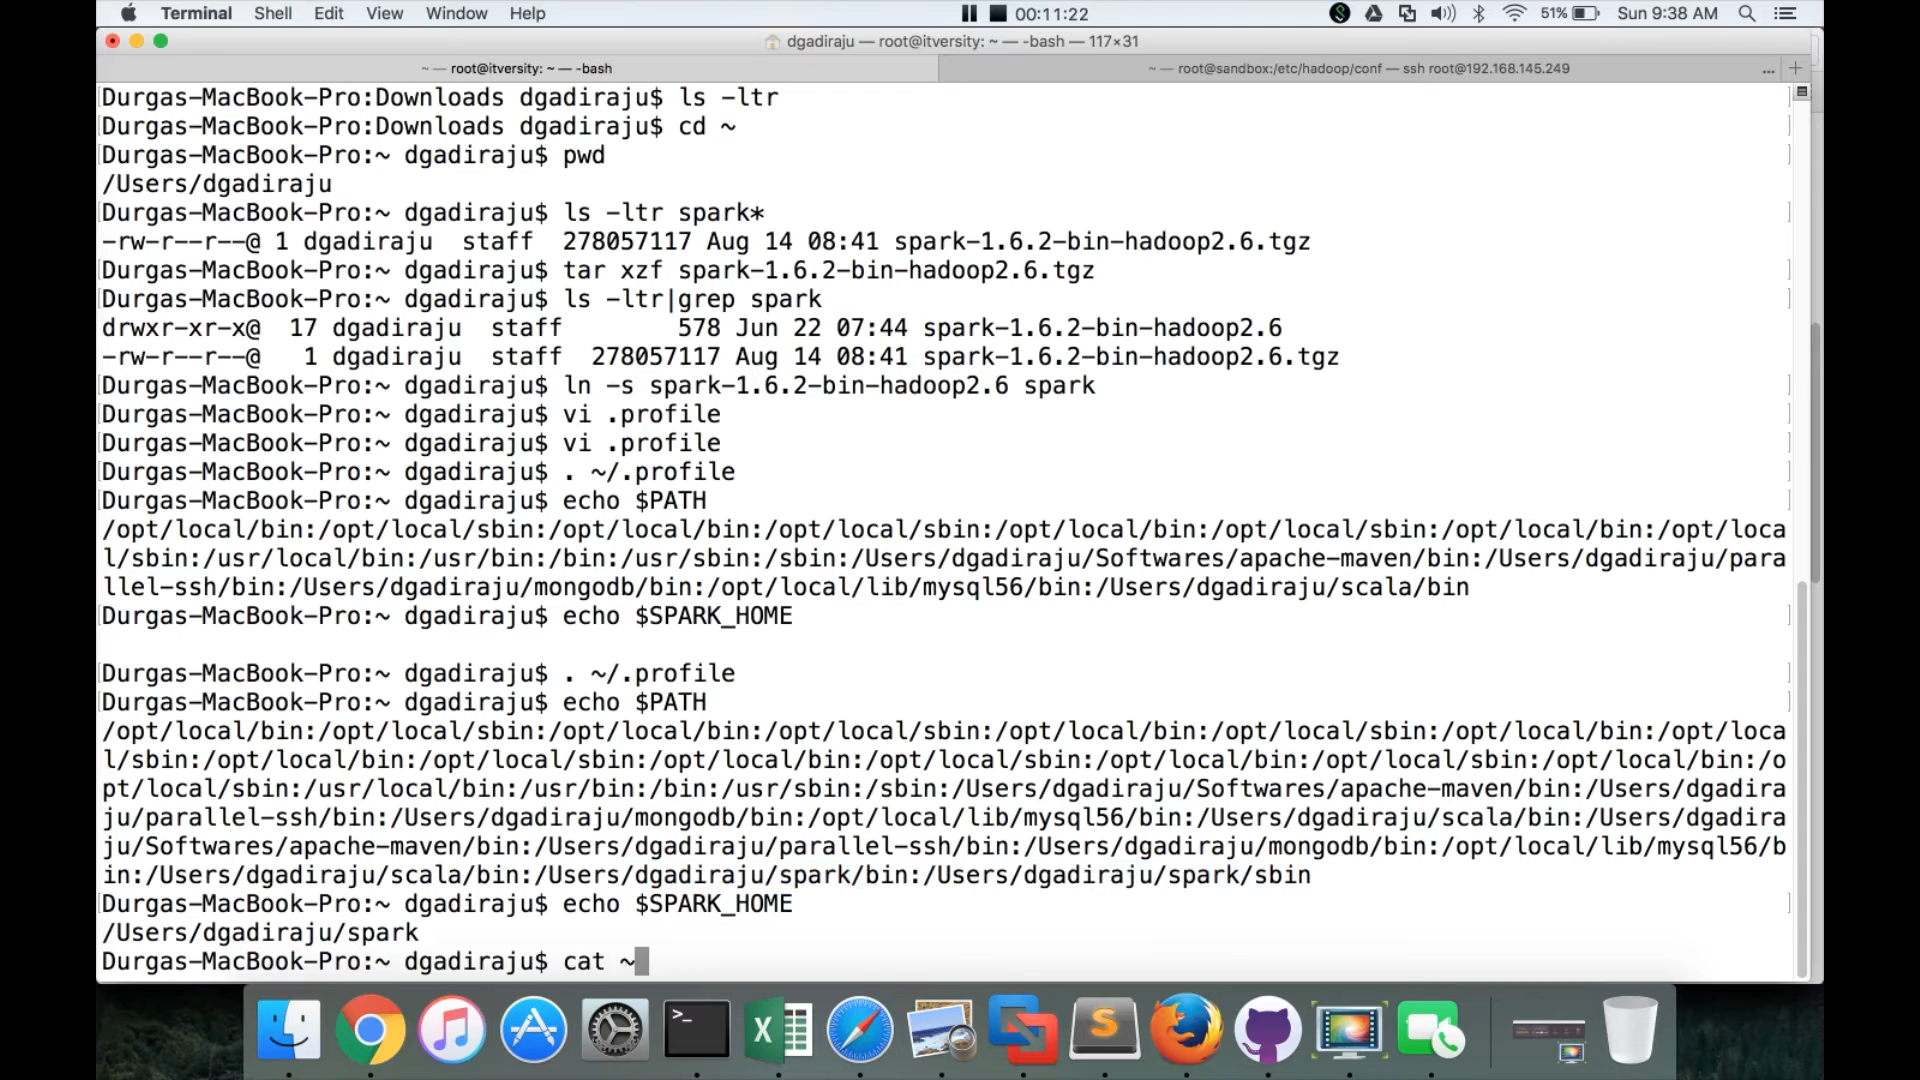 Terminal Shell Edit View Window Help 00:11:22 51% Sun 9:38 AM
dgadiraju — root@itversity: ~ — -bash — 117×31
~ — root@itversity: ~ — -bash ~ — root@sandbox:/etc/hadoop/conf — ssh root@192.168.145.249 ... +
Durgas-MacBook-Pro:Downloads dgadiraju$ ls -ltr
Durgas-MacBook-Pro:Downloads dgadiraju$ cd ~
Durgas-MacBook-Pro:~ dgadiraju$ pwd
/Users/dgadiraju
Durgas-MacBook-Pro:~ dgadiraju$ ls -ltr spark*
-rw-r--r--@ 1 dgadiraju  staff  278057117 Aug 14 08:41 spark-1.6.2-bin-hadoop2.6.tgz
Durgas-MacBook-Pro:~ dgadiraju$ tar xzf spark-1.6.2-bin-hadoop2.6.tgz
Durgas-MacBook-Pro:~ dgadiraju$ ls -ltr|grep spark
drwxr-xr-x@  17 dgadiraju  staff        578 Jun 22 07:44 spark-1.6.2-bin-hadoop2.6
-rw-r--r--@   1 dgadiraju  staff  278057117 Aug 14 08:41 spark-1.6.2-bin-hadoop2.6.tgz
Durgas-MacBook-Pro:~ dgadiraju$ ln -s spark-1.6.2-bin-hadoop2.6 spark
Durgas-MacBook-Pro:~ dgadiraju$ vi .profile
Durgas-MacBook-Pro:~ dgadiraju$ vi .profile
Durgas-MacBook-Pro:~ dgadiraju$ . ~/.profile
Durgas-MacBook-Pro:~ dgadiraju$ echo $PATH
/opt/local/bin:/opt/local/sbin:/opt/local/bin:/opt/local/sbin:/opt/local/bin:/opt/local/sbin:/opt/local/bin:/opt/loca
l/sbin:/usr/local/bin:/usr/bin:/bin:/usr/sbin:/sbin:/Users/dgadiraju/Softwares/apache-maven/bin:/Users/dgadiraju/para
llel-ssh/bin:/Users/dgadiraju/mongodb/bin:/opt/local/lib/mysql56/bin:/Users/dgadiraju/scala/bin
Durgas-MacBook-Pro:~ dgadiraju$ echo $SPARK_HOME
Durgas-MacBook-Pro:~ dgadiraju$ . ~/.profile
Durgas-MacBook-Pro:~ dgadiraju$ echo $PATH
/opt/local/bin:/opt/local/sbin:/opt/local/bin:/opt/local/sbin:/opt/local/bin:/opt/local/sbin:/opt/local/bin:/opt/loca
l/sbin:/opt/local/bin:/opt/local/sbin:/opt/local/bin:/opt/local/sbin:/opt/local/bin:/opt/local/sbin:/opt/local/bin:/o
pt/local/sbin:/usr/local/bin:/usr/bin:/bin:/usr/sbin:/sbin:/Users/dgadiraju/Softwares/apache-maven/bin:/Users/dgadira
ju/parallel-ssh/bin:/Users/dgadiraju/mongodb/bin:/opt/local/lib/mysql56/bin:/Users/dgadiraju/scala/bin:/Users/dgadira
ju/Softwares/apache-maven/bin:/Users/dgadiraju/parallel-ssh/bin:/Users/dgadiraju/mongodb/bin:/opt/local/lib/mysql56/b
in:/Users/dgadiraju/scala/bin:/Users/dgadiraju/spark/bin:/Users/dgadiraju/spark/sbin
Durgas-MacBook-Pro:~ dgadiraju$ echo $SPARK_HOME
/Users/dgadiraju/spark
Durgas-MacBook-Pro:~ dgadiraju$ cat ~